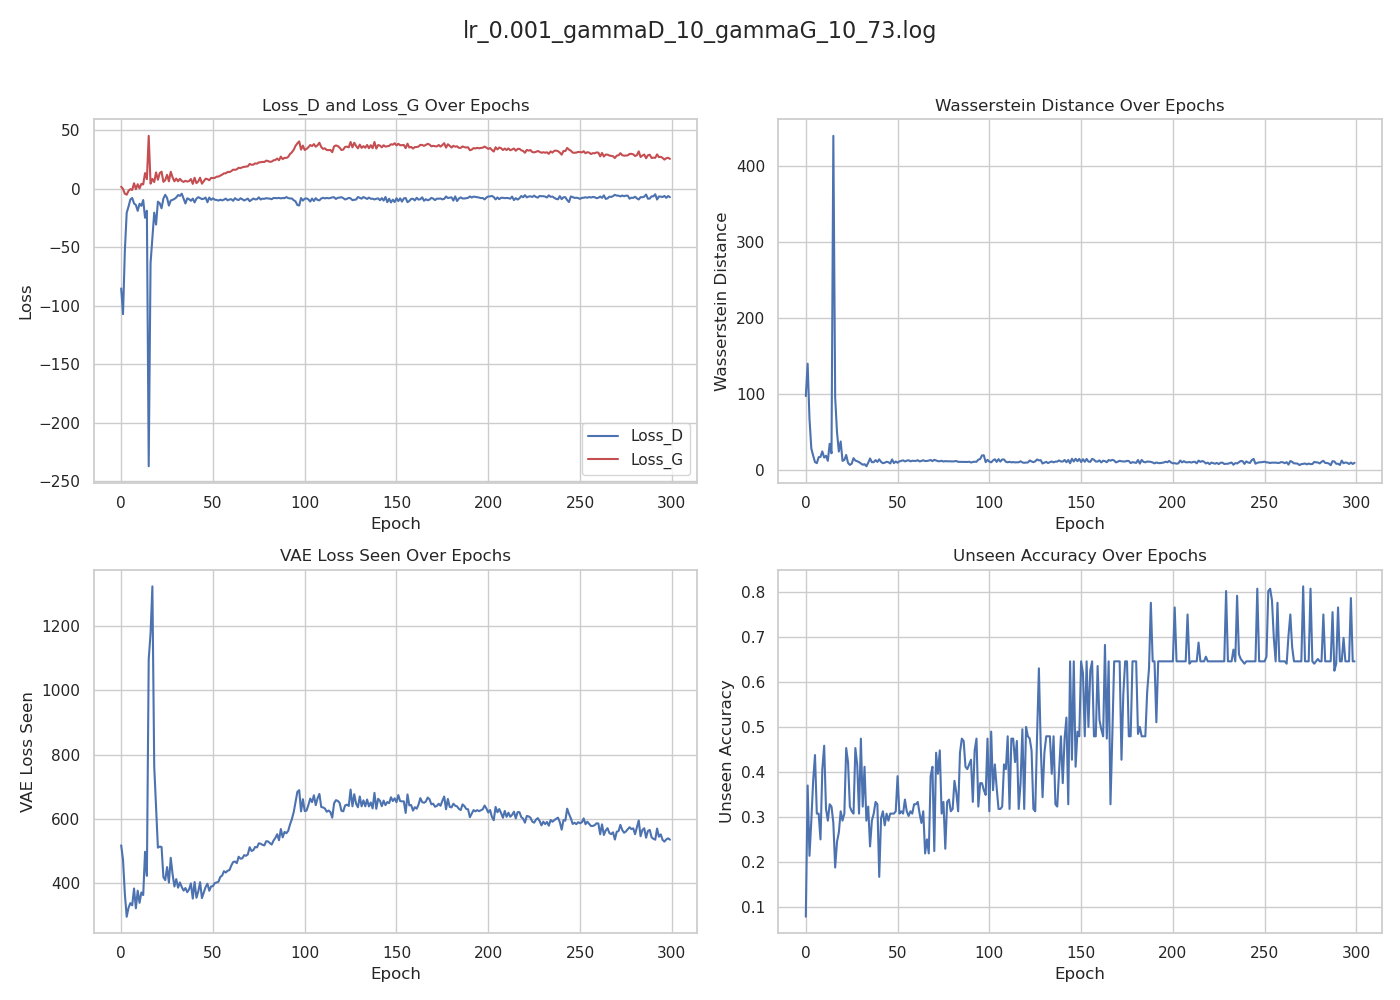 lr_0.001_gammaD_10_gammaG_10_73.log
Loss_D and Loss_G Over Epochs
50
0
−50
−100
−150
−200
−250
Loss
0 50 100 150 200 250 300
Epoch
Loss_D
Loss_G
Wasserstein Distance Over Epochs
400
300
200
100
0
Wasserstein Distance
0 50 100 150 200 250 300
Epoch
VAE Loss Seen Over Epochs
1200
1000
800
600
400
VAE Loss Seen
0 50 100 150 200 250 300
Epoch
Unseen Accuracy Over Epochs
0.8
0.7
0.6
0.5
0.4
0.3
0.2
0.1
Unseen Accuracy
0 50 100 150 200 250 300
Epoch